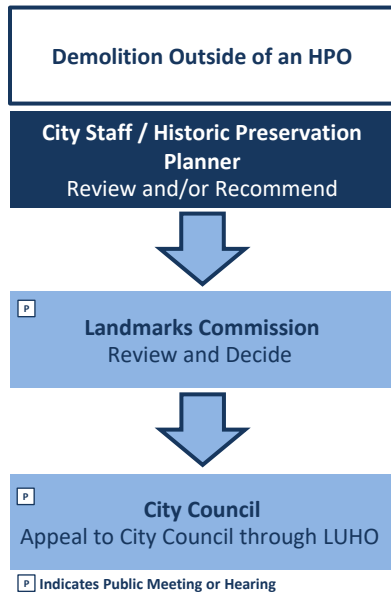 Demolition Outside of an HPO
City Staff / Historic Preservation
Planner
Review and/or Recommend
P
Landmarks Commission
Review and Decide
P
City Council
Appeal to City Council through LUHO
P Indicates Public Meeting or Hearing